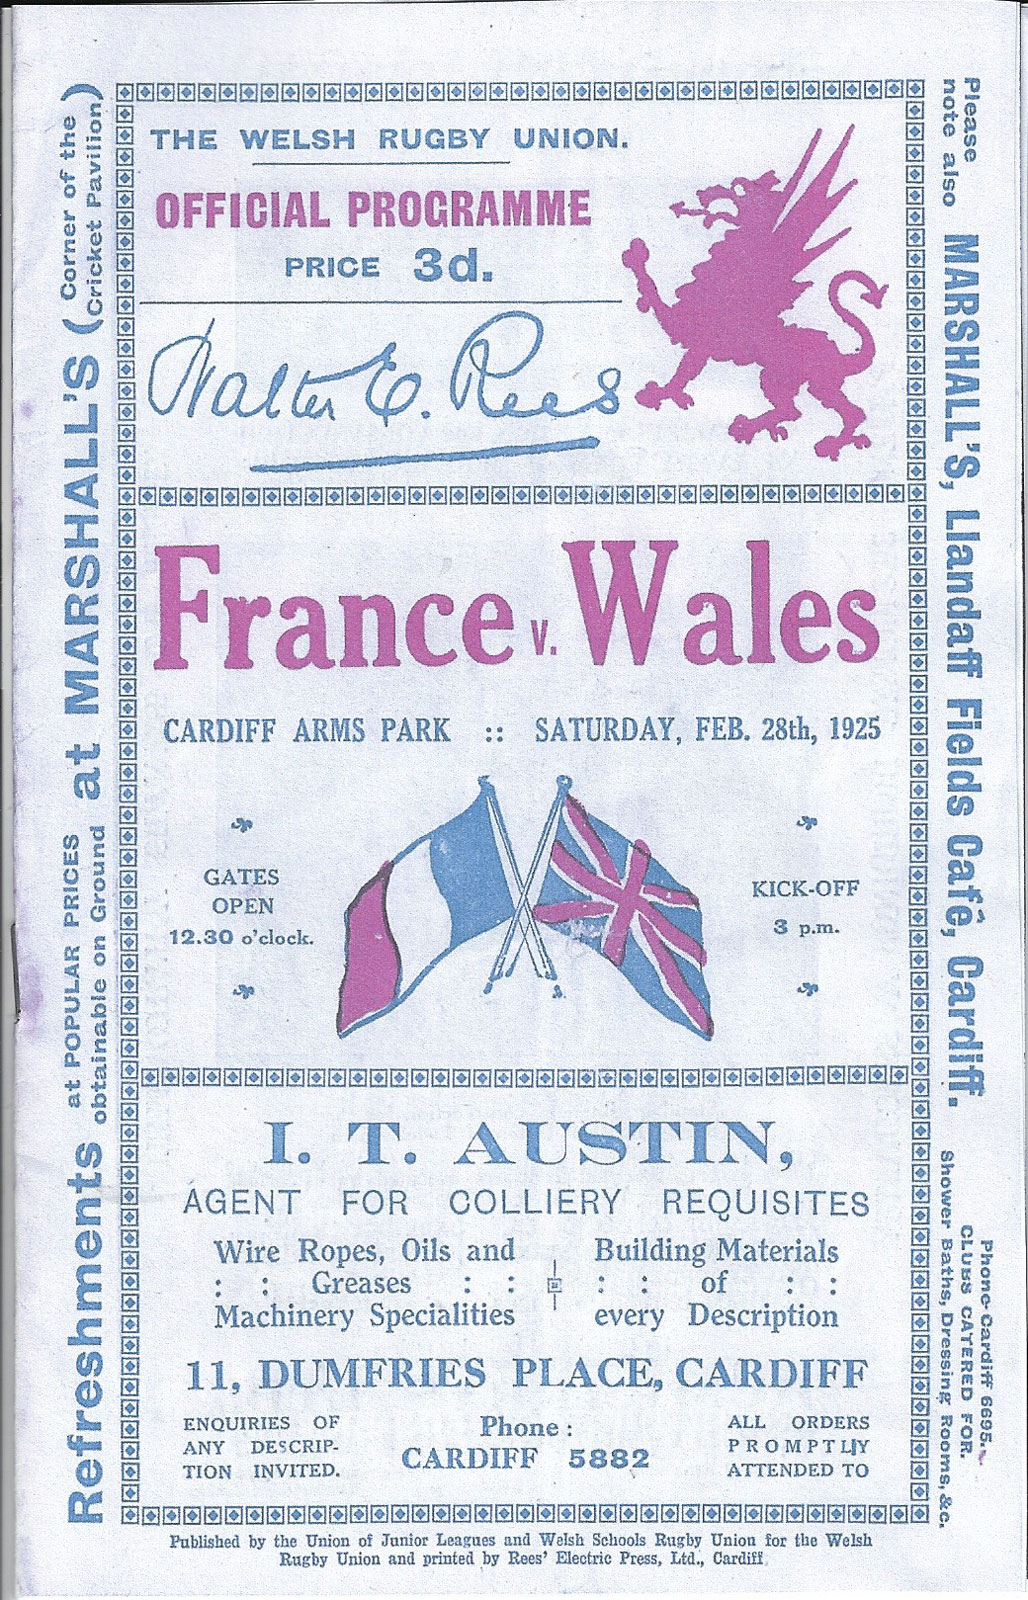 THE WELSH RUGBY UNION.
OFFICIAL PROGRAMME
PRICE 3d.
Walter E. Rees
France v. Wales
CARDIFF ARMS PARK :: SATURDAY, FEB. 28th, 1925
GATES
OPEN
12.30 o'clock.
KICK-OFF
3 p.m.
I. T. AUSTIN,
AGENT FOR COLLIERY REQUISITES
Wire Ropes, Oils and
: : Greases : :
Machinery Specialities
Building Materials
: : of : :
every Description
11, DUMFRIES PLACE, CARDIFF
ENQUIRIES OF
ANY DESCRIP-
TION INVITED.
Phone:
CARDIFF 5882
ALL ORDERS
PROMPTLY
ATTENDED TO
Published by the Union of Junior Leagues and Welsh Schools Rugby Union for the Welsh
Rugby Union and printed by Rees' Electric Press, Ltd., Cardiff.
Refreshments at POPULAR PRICES obtainable on Ground at MARSHALL'S (Corner of the Cricket Pavilion)
Please note also MARSHALL'S, Llandaff Fields Café, Cardiff.
Phone-Cardiff 6695.
CLUBS CATERED FOR.
Shower Baths, Dressing Rooms, &c.